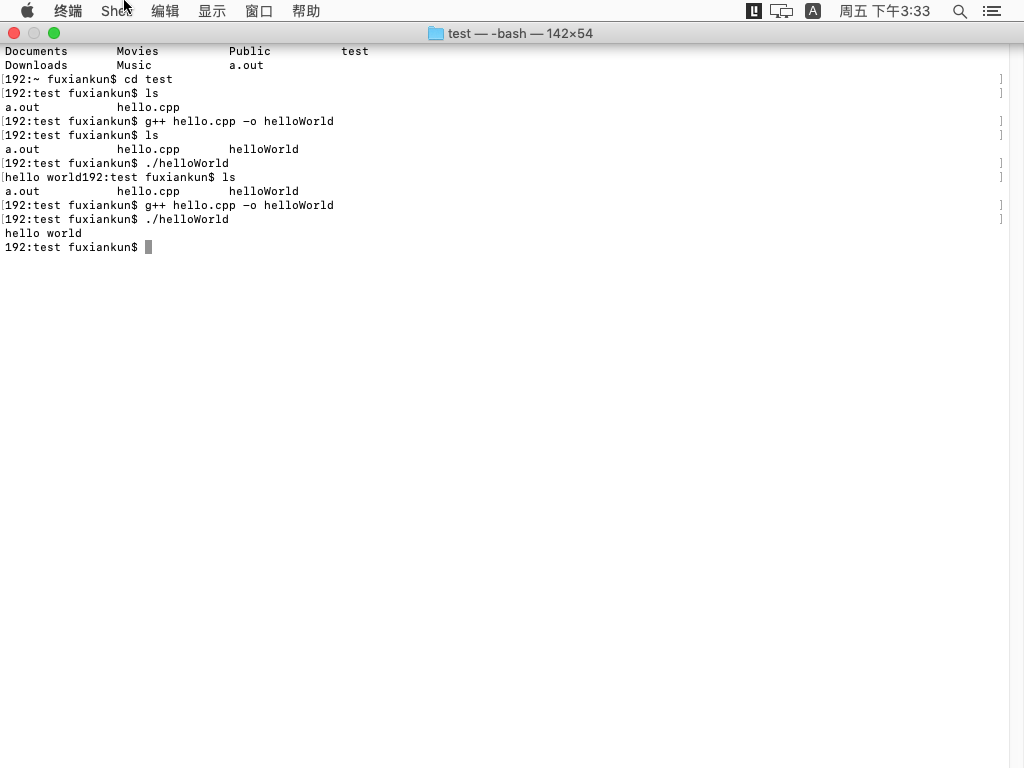 终端 Shell 编辑 显示 窗口 帮助 A 周五 下午3:33
test — -bash — 142×54
Documents Movies Public test
Downloads Music a.out
[192:~ fuxiankun$ cd test ]
[192:test fuxiankun$ ls ]
a.out hello.cpp
[192:test fuxiankun$ g++ hello.cpp -o helloWorld ]
[192:test fuxiankun$ ls ]
a.out hello.cpp helloWorld
[192:test fuxiankun$ ./helloWorld ]
[hello world192:test fuxiankun$ ls ]
a.out hello.cpp helloWorld
[192:test fuxiankun$ g++ hello.cpp -o helloWorld ]
[192:test fuxiankun$ ./helloWorld ]
hello world
192:test fuxiankun$